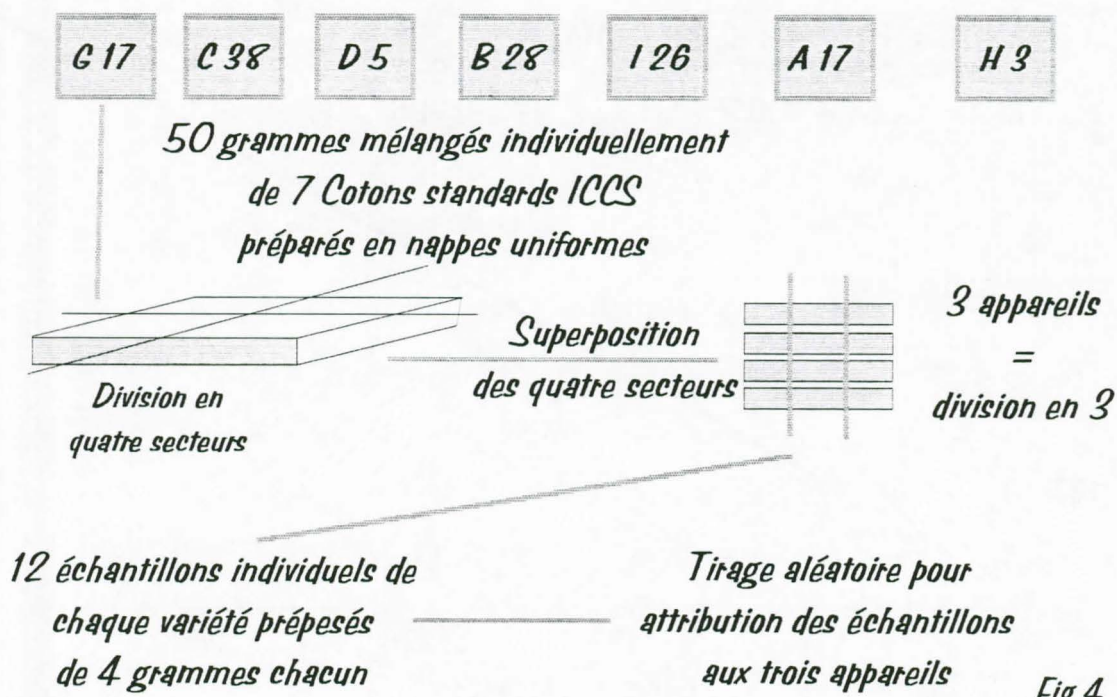 G 17 C 38 D 5 B 28 I 26 A 17 H 3
50 grammes mélangés individuellement
de 7 Cotons standards ICCS
préparés en nappes uniformes
Division en
quatre secteurs
Superposition
des quatre secteurs
3 appareils
=
division en 3
12 échantillons individuels de
chaque variété prépesés
de 4 grammes chacun
Tirage aléatoire pour
attribution des échantillons
aux trois appareils
Fig 4